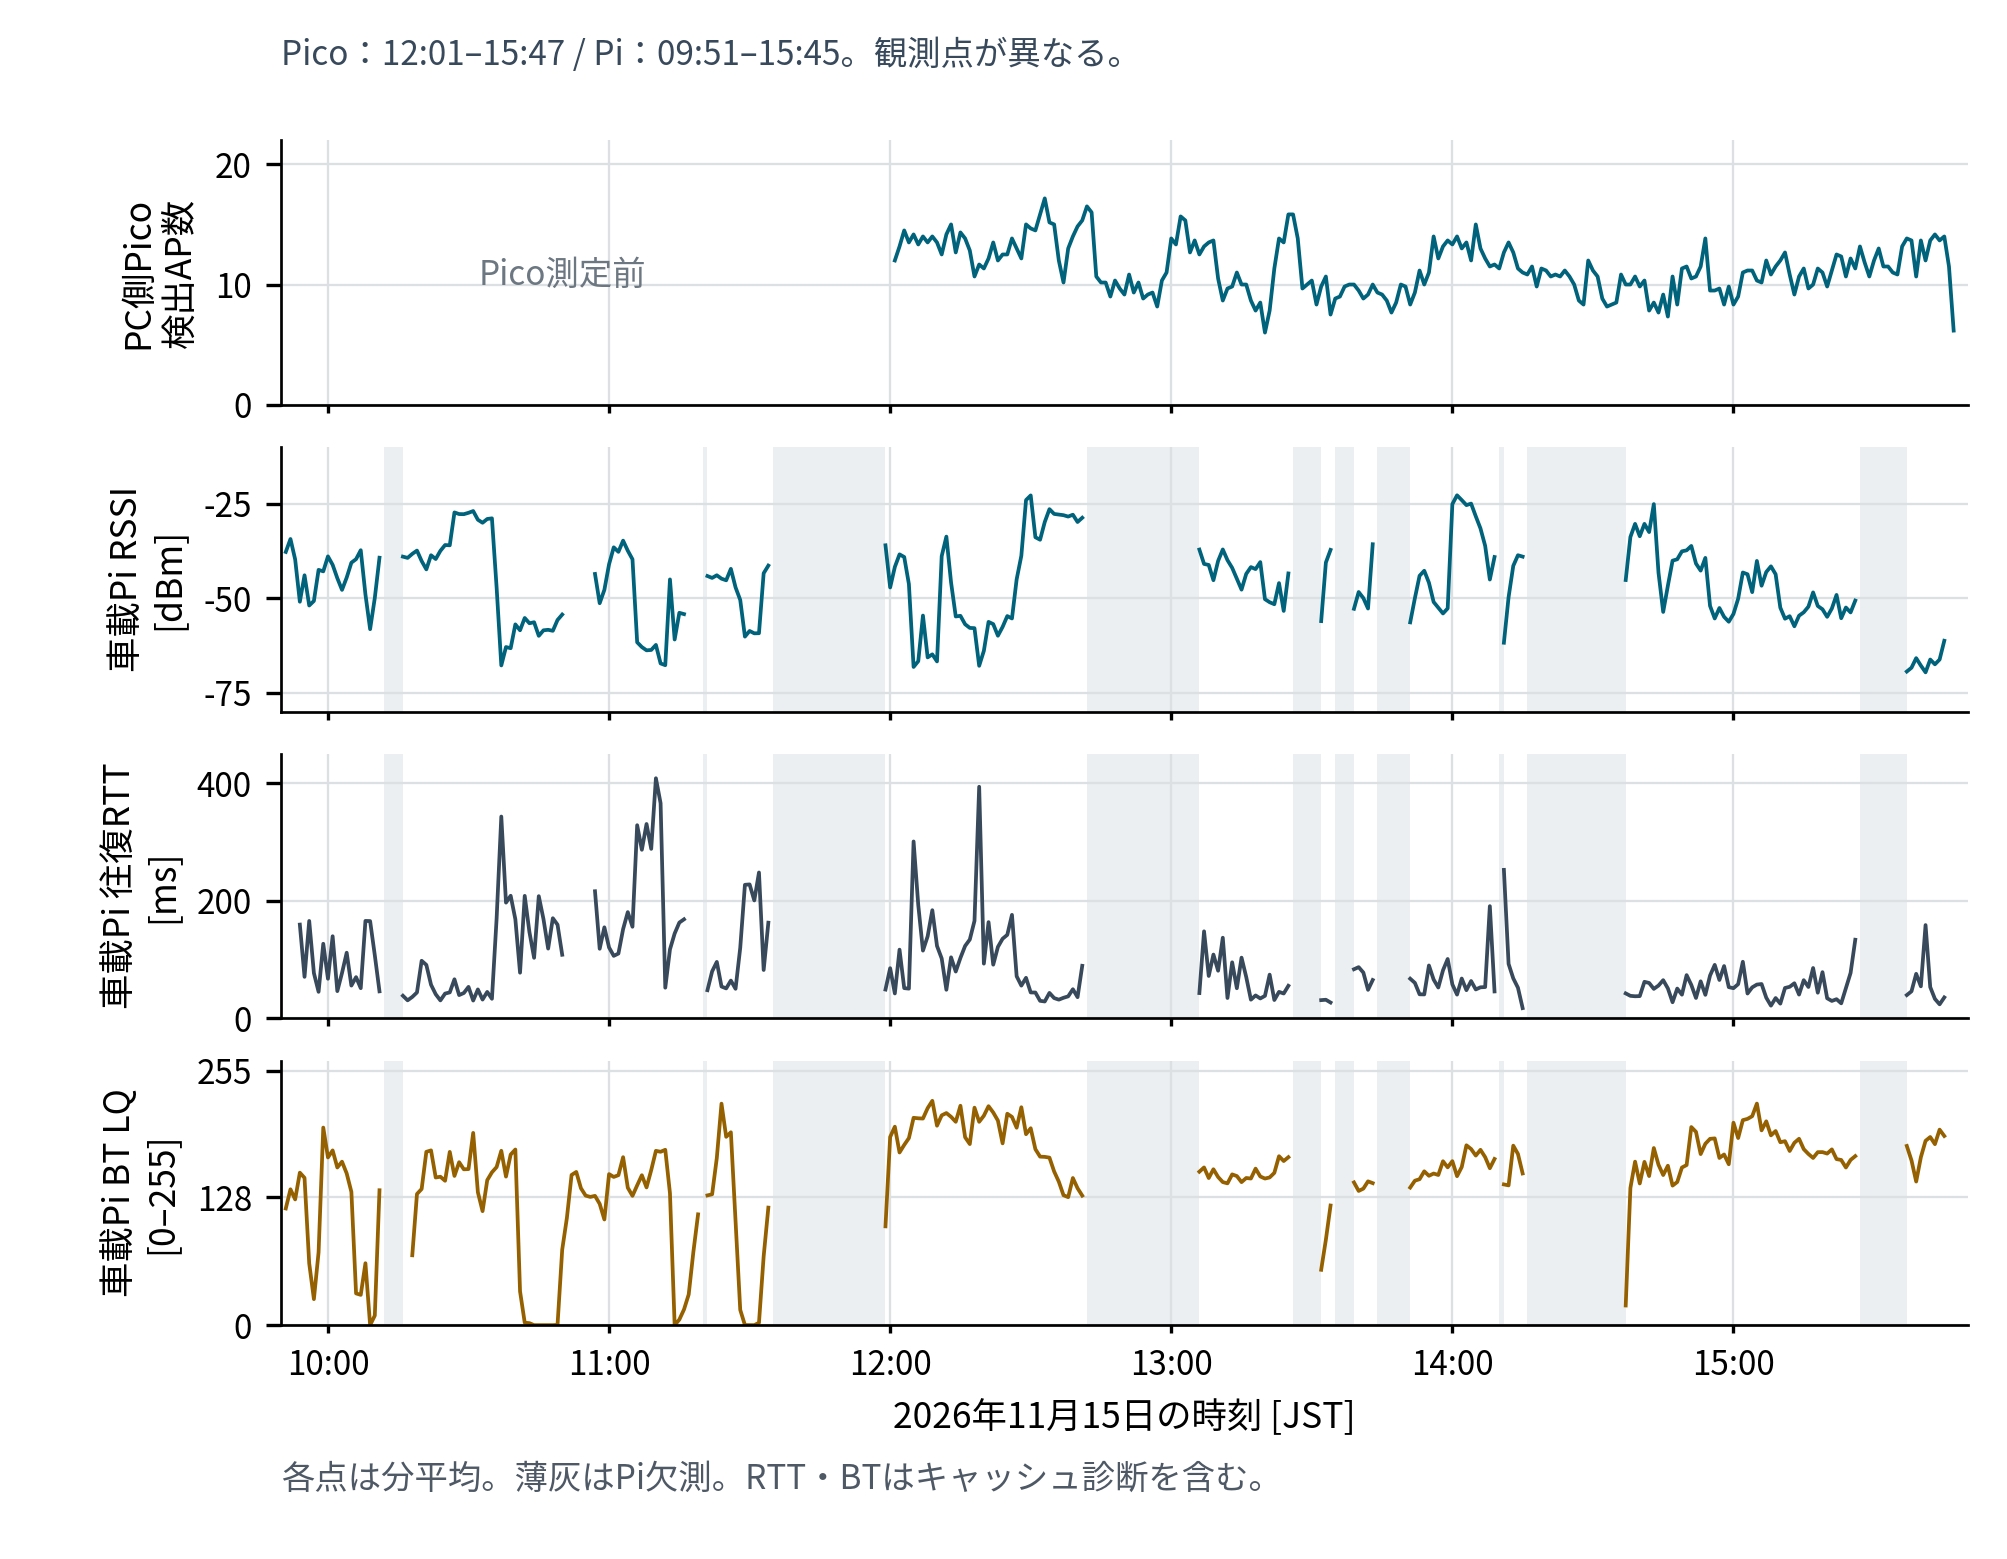 Pico：12:01–15:47 / Pi：09:51–15:45。観測点が異なる。
PC側Pico
検出AP数
20
10
0
Pico測定前
車載Pi RSSI
[dBm]
-25
-50
-75
車載Pi 往復RTT
[ms]
400
200
0
車載Pi BT LQ
[0–255]
255
128
0
10:00
11:00
12:00
13:00
14:00
15:00
2026年11月15日の時刻 [JST]
各点は分平均。薄灰はPi欠測。RTT・BTはキャッシュ診断を含む。